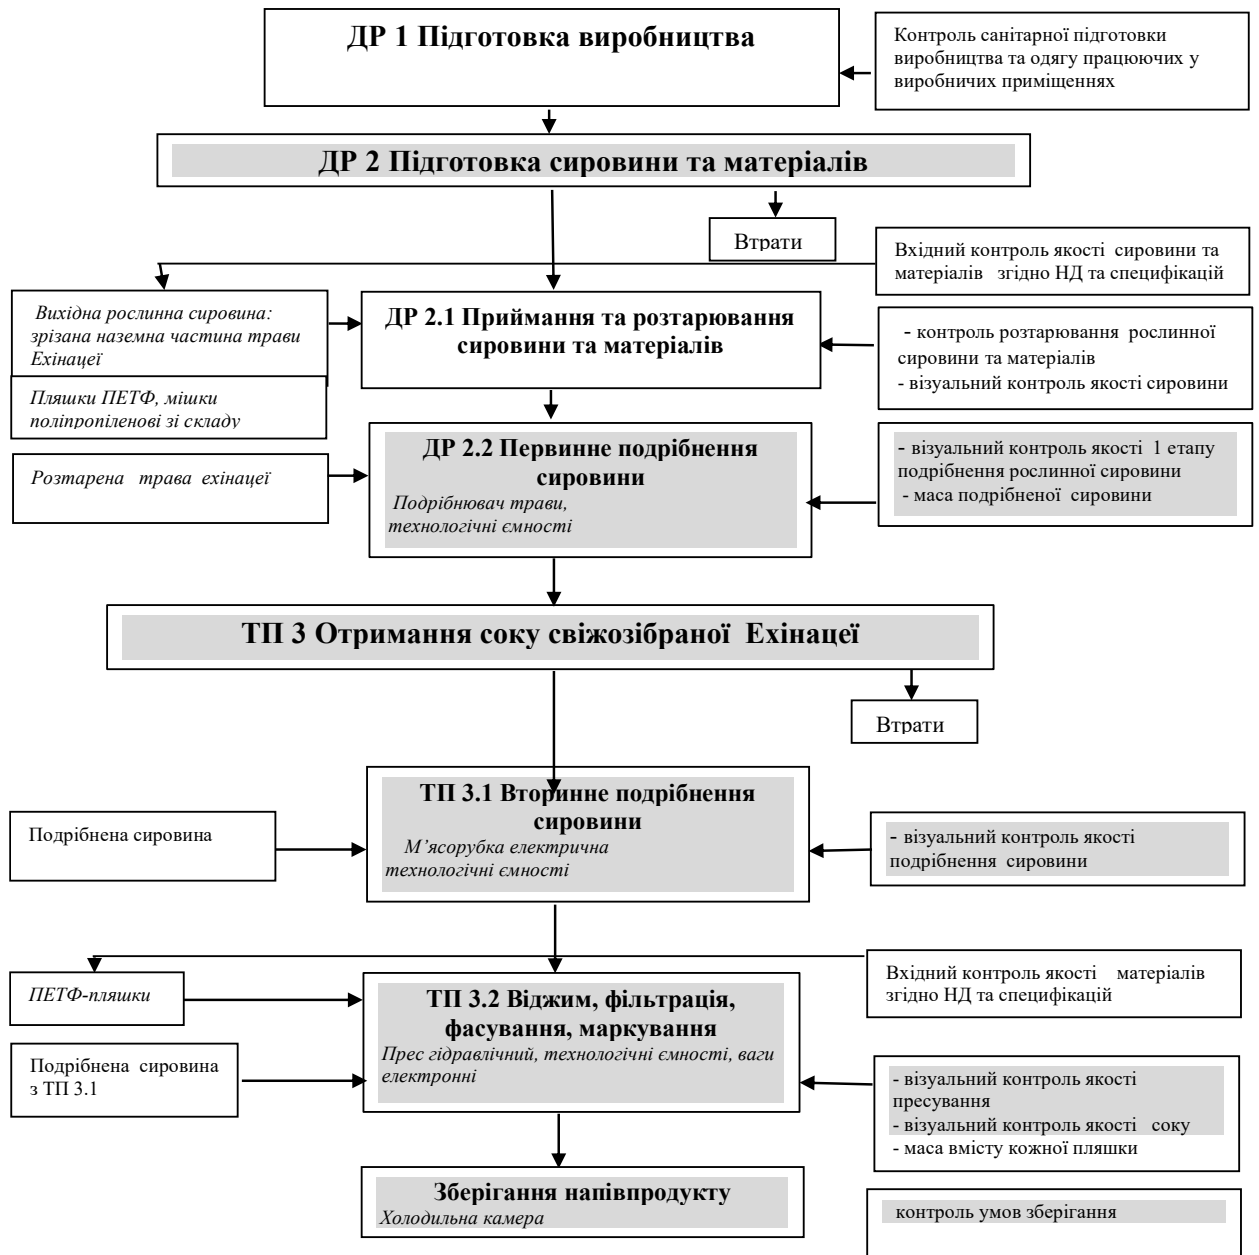 ДР 1 Підготовка виробництва
Контроль санітарної підготовки
виробництва та одягу працюючих у
виробничих приміщеннях
ДР 2 Підготовка сировини та матеріалів
Втрати
Вхідний контроль якості сировини та
матеріалів згідно НД та специфікацій
Вихідна рослинна сировина:
зрізана наземна частина трави
Ехінацеї
ДР 2.1 Приймання та розтарювання
сировини та матеріалів
- контроль розтарювання рослинної
сировини та матеріалів
- візуальний контроль якості сировини
Пляшки ПЕТФ, мішки
поліпропіленові зі складу
ДР 2.2 Первинне подрібнення
сировини
Подрібнювач трави,
технологічні ємності
Розтарена трава ехінацеї
- візуальний контроль якості 1 етапу
подрібнення рослинної сировини
- маса подрібненої сировини
ТП 3 Отримання соку свіжозібраної Ехінацеї
Втрати
ТП 3.1 Вторинне подрібнення
сировини
М’ясорубка електрична
технологічні ємності
Подрібнена сировина
- візуальний контроль якості
подрібнення сировини
Вхідний контроль якості матеріалів
згідно НД та специфікацій
ПЕТФ-пляшки
ТП 3.2 Віджим, фільтрація,
фасування, маркування
Прес гідравлічний, технологічні ємності, ваги
електронні
Подрібнена сировина
з ТП 3.1
- візуальний контроль якості
пресування
- візуальний контроль якості соку
- маса вмісту кожної пляшки
Зберігання напівпродукту
Холодильна камера
контроль умов зберігання